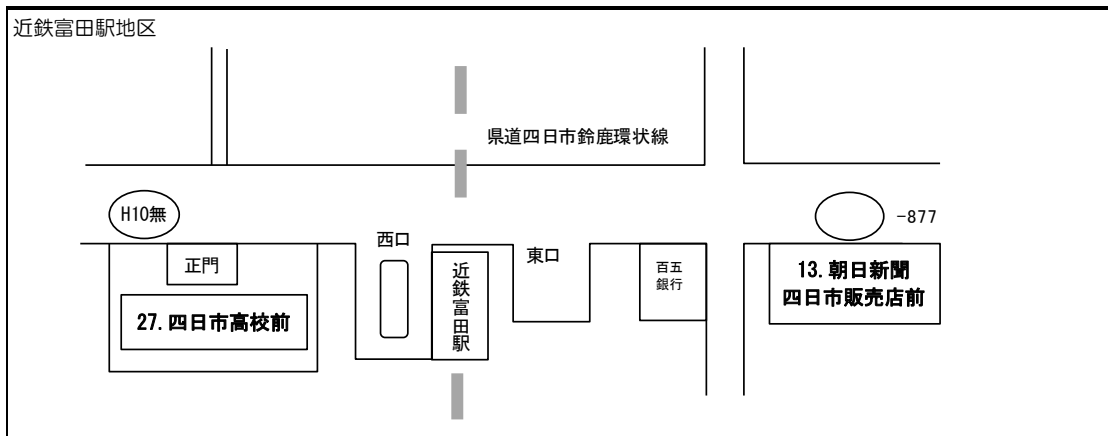 近鉄富田駅地区
県道四日市鈴鹿環状線
H10無
-877
西口
東口
正門
近鉄富田駅
百五
銀行
13. 朝日新聞
四日市販売店前
27. 四日市高校前